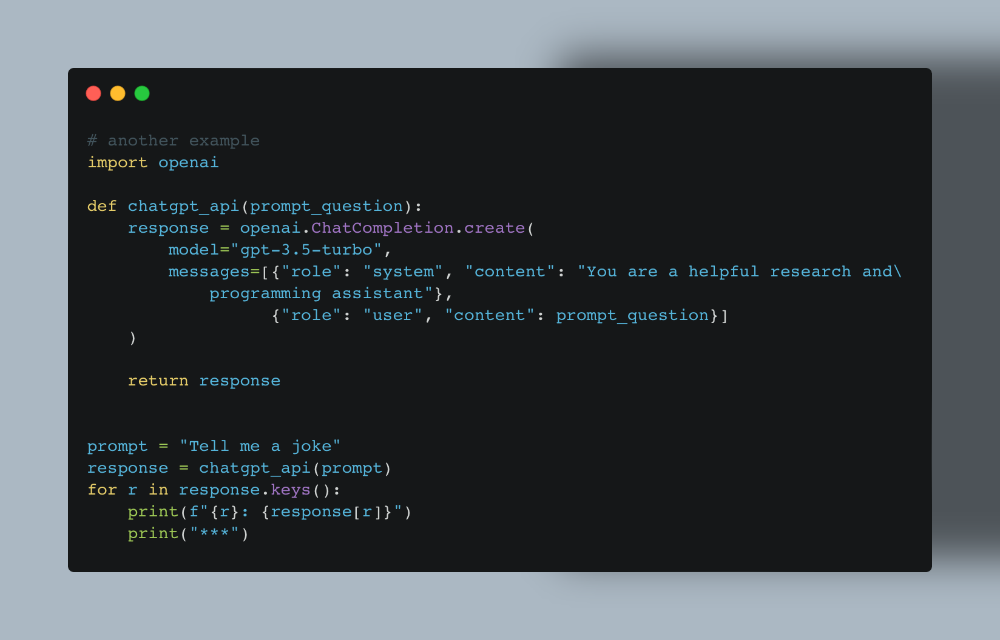 # another example
import openai

def chatgpt_api(prompt_question):
    response = openai.ChatCompletion.create(
        model="gpt-3.5-turbo",
        messages=[{"role": "system", "content": "You are a helpful research and\
            programming assistant"},
                  {"role": "user", "content": prompt_question}]
    )

    return response


prompt = "Tell me a joke"
response = chatgpt_api(prompt)
for r in response.keys():
    print(f"{r}: {response[r]}")
    print("***")